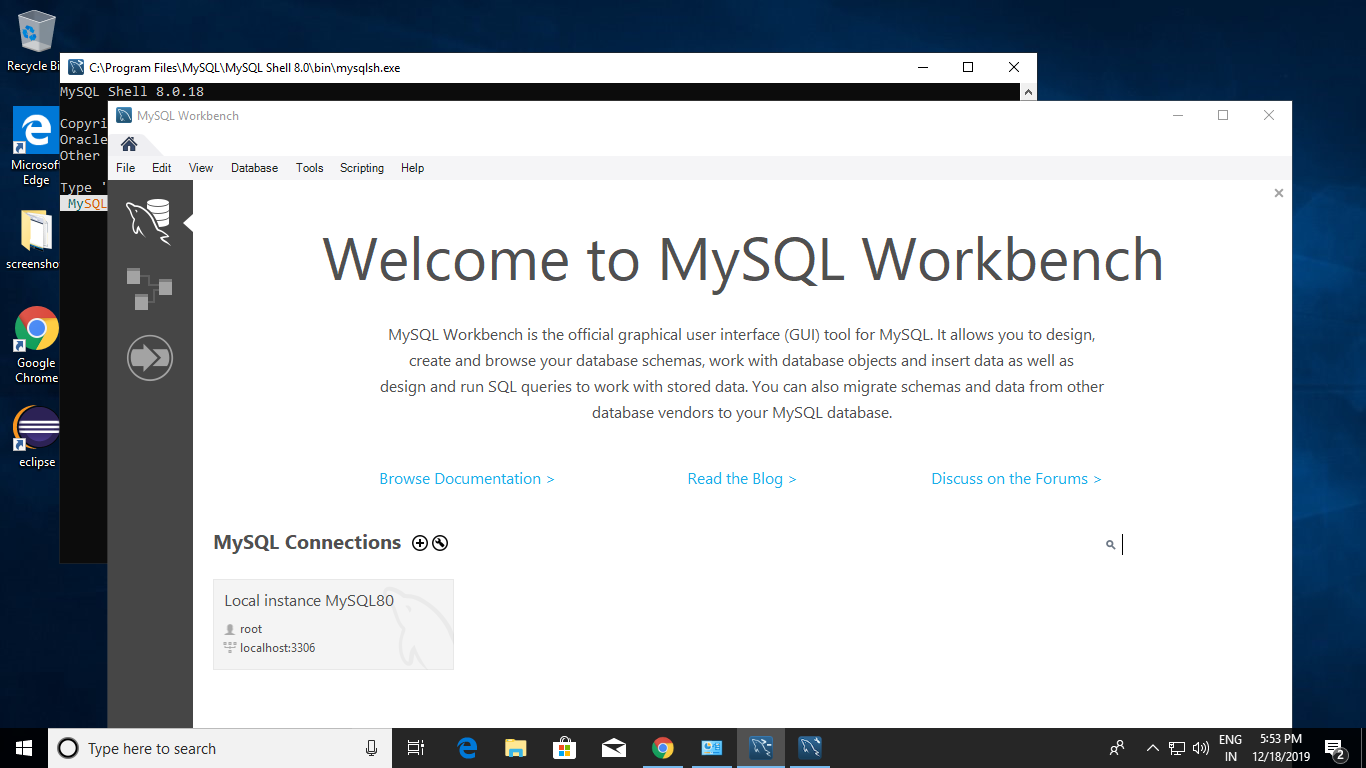 Recycle Bi
C:\Program Files\MySQL\MySQL Shell 8.0\bin\mysqlsh.exe
MySQL Shell 8.0.18
Copyri
Oracle
Other
Type '
MySQL
MySQL Workbench
File Edit View Database Tools Scripting Help
Microsoft
Edge
screensho
Google
Chrome
eclipse
Welcome to MySQL Workbench
MySQL Workbench is the official graphical user interface (GUI) tool for MySQL. It allows you to design,
create and browse your database schemas, work with database objects and insert data as well as
design and run SQL queries to work with stored data. You can also migrate schemas and data from other
database vendors to your MySQL database.
Browse Documentation > Read the Blog > Discuss on the Forums >
MySQL Connections
Local instance MySQL80
root
localhost:3306
Type here to search
ENG
IN
5:53 PM
12/18/2019
2